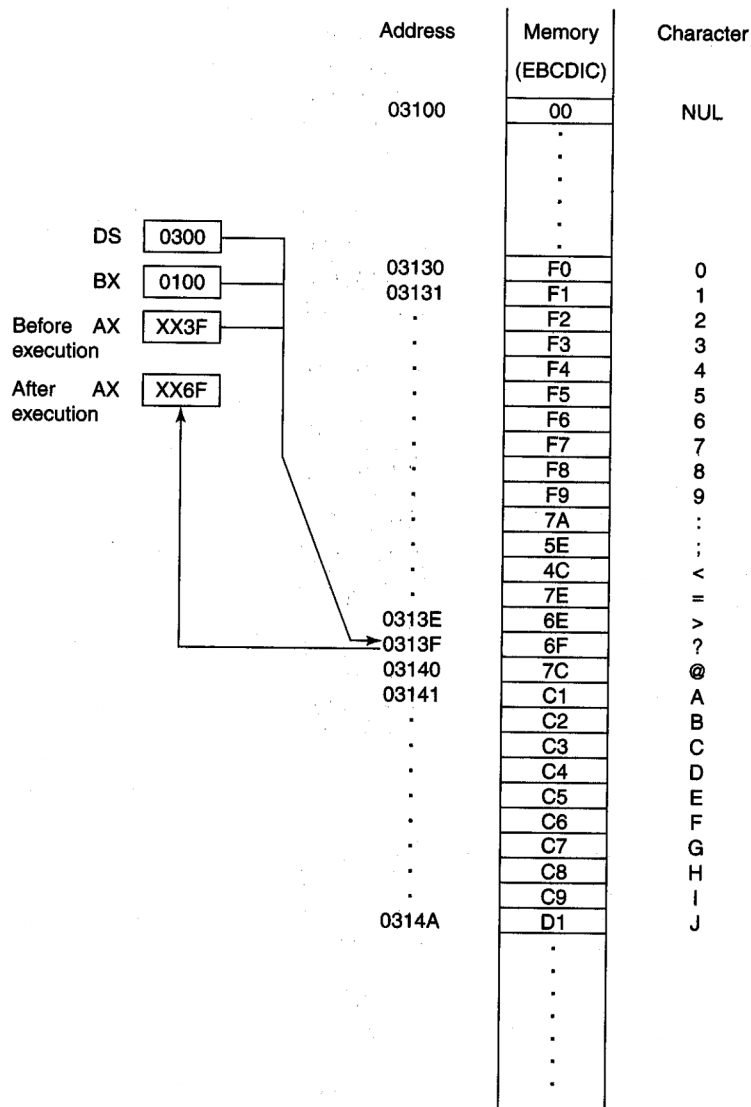 Address Memory Character
(EBCDIC)
03100 00 NUL
DS 0300
03130 F0 0
BX 0100
03131 F1 1
Before AX XX3F
execution
F2 2
F3 3
F4 4
After AX XX6F
execution
F5 5
F6 6
F7 7
F8 8
F9 9
7A :
5E ;
4C <
7E =
0313E 6E >
0313F 6F ?
03140 7C @
03141 C1 A
C2 B
C3 C
C4 D
C5 E
C6 F
C7 G
C8 H
C9 I
0314A D1 J